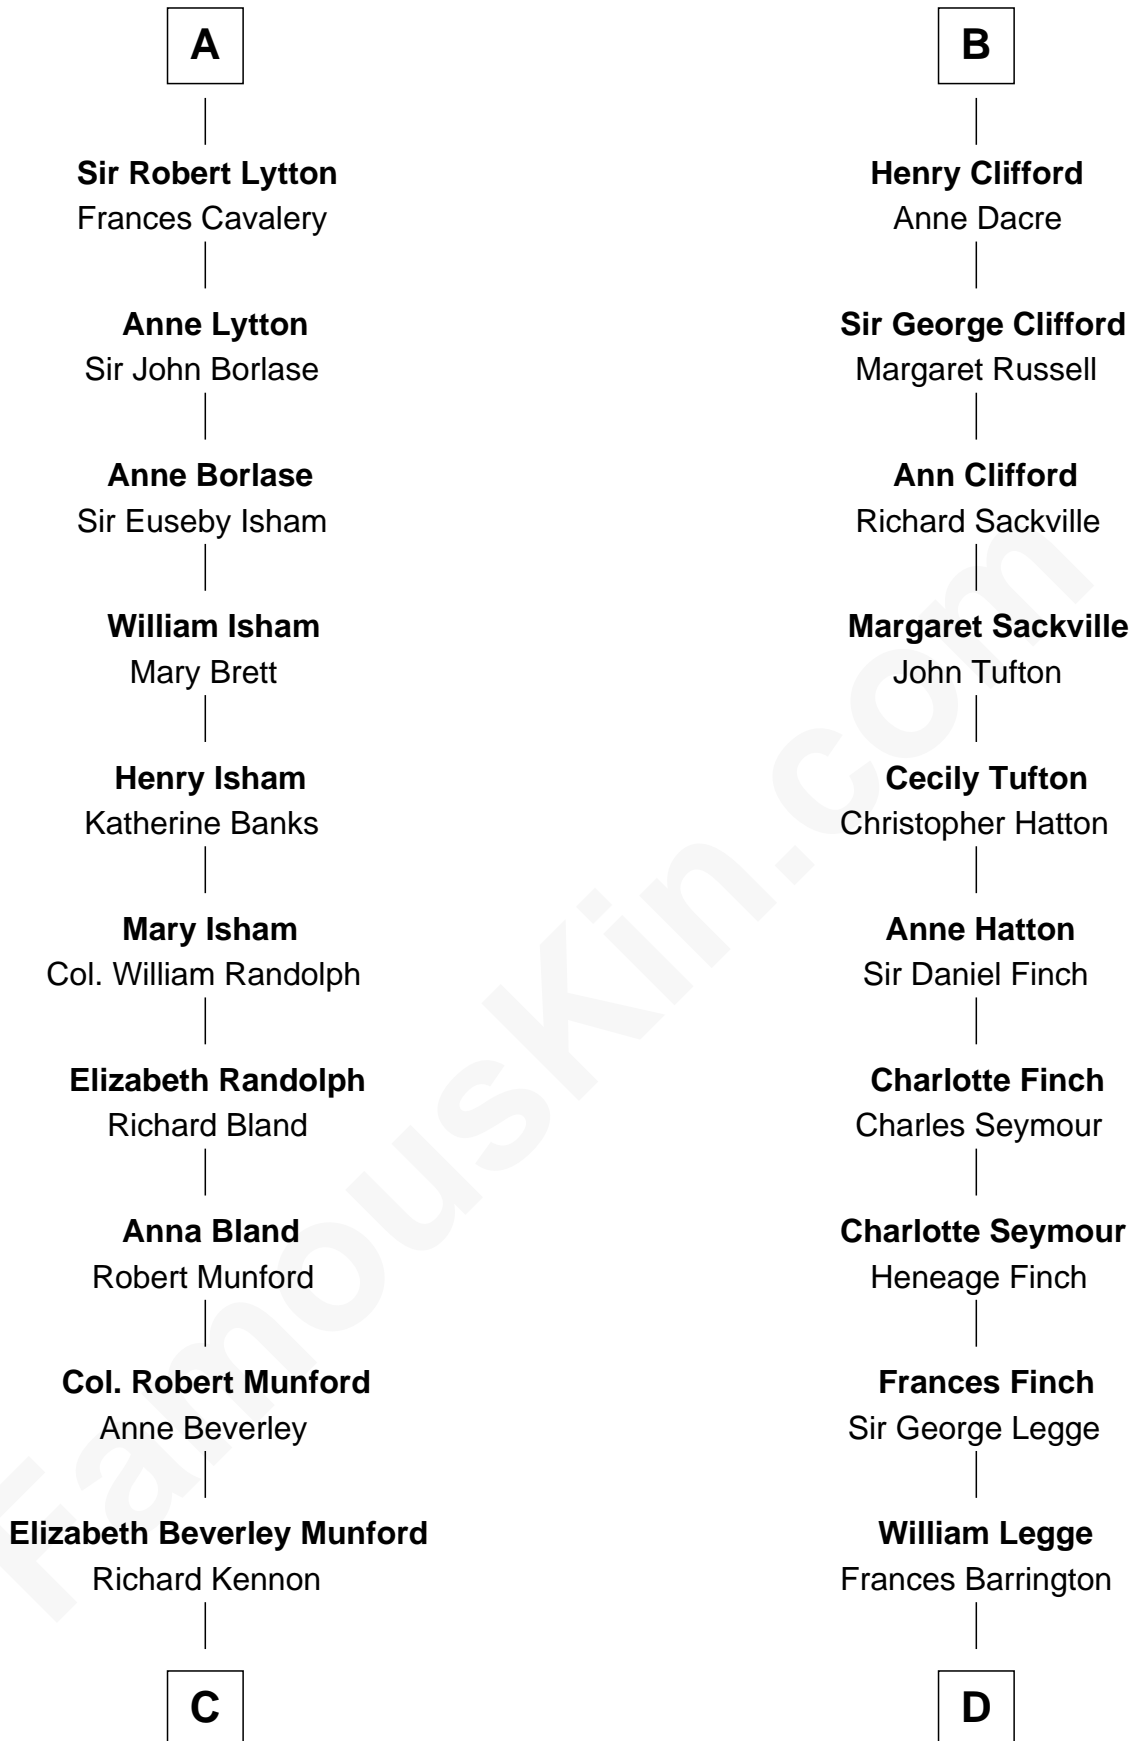 A
Sir Robert Lytton
Frances Cavalery
Anne Lytton
Sir John Borlase
Anne Borlase
Sir Euseby Isham
William Isham
Mary Brett
Henry Isham
Katherine Banks
Mary Isham
Col. William Randolph
Elizabeth Randolph
Richard Bland
Anna Bland
Robert Munford
Col. Robert Munford
Anne Beverley
Elizabeth Beverley Munford
Richard Kennon
C
B
Henry Clifford
Anne Dacre
Sir George Clifford
Margaret Russell
Ann Clifford
Richard Sackville
Margaret Sackville
John Tufton
Cecily Tufton
Christopher Hatton
Anne Hatton
Sir Daniel Finch
Charlotte Finch
Charles Seymour
Charlotte Seymour
Heneage Finch
Frances Finch
Sir George Legge
William Legge
Frances Barrington
D
FamousKin.com